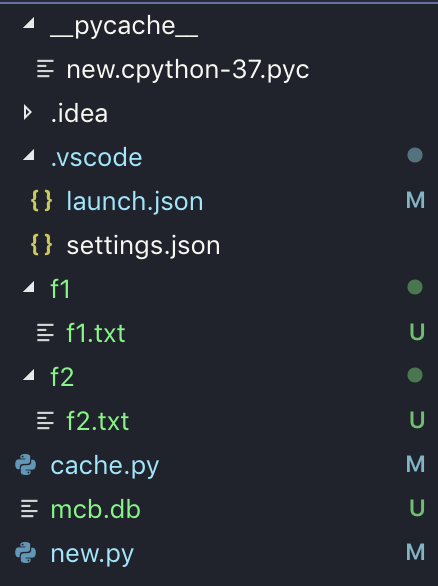 __pycache__
new.cpython-37.pyc
.idea
.vscode
{} launch.json M
{} settings.json
f1
f1.txt U
f2
f2.txt U
cache.py M
mcb.db U
new.py M